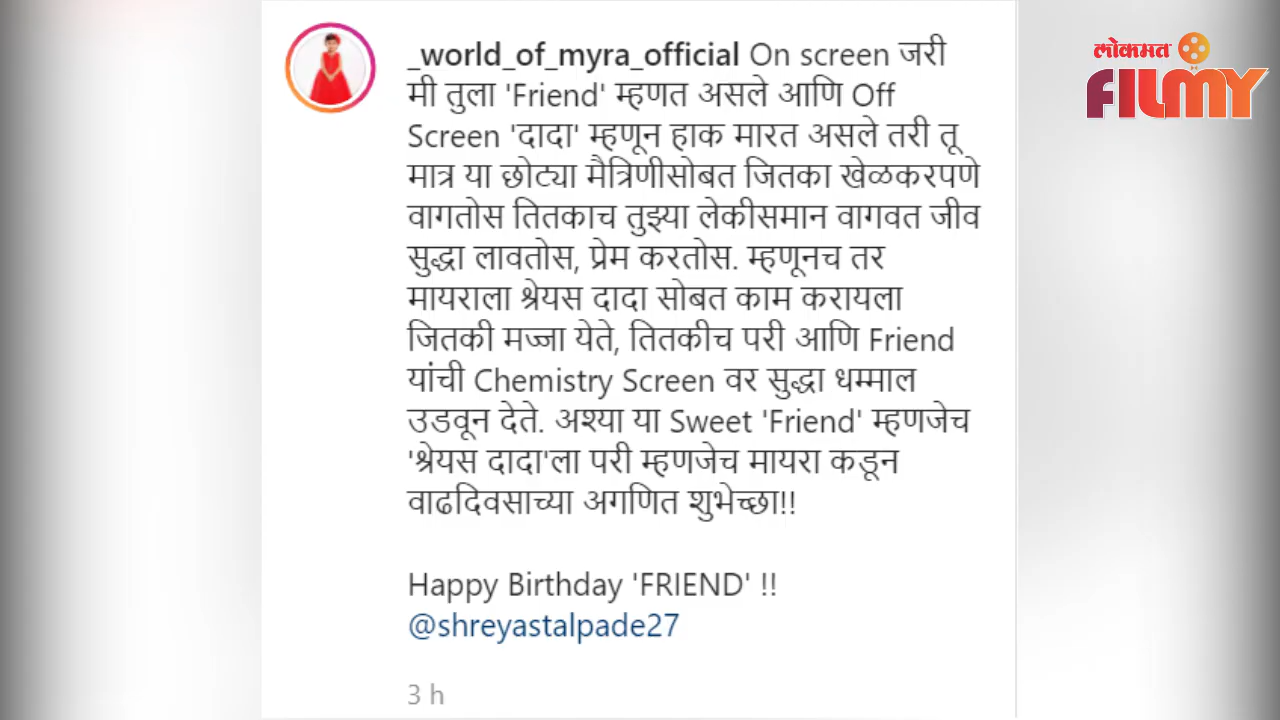 _world_of_myra_official On screen जरी
मी तुला 'Friend' म्हणत असले आणि Off
Screen 'दादा' म्हणून हाक मारत असले तरी तू
मात्र या छोट्या मैत्रिणीसोबत जितका खेळकरपणे
वागतोस तितकाच तुझ्या लेकीसमान वागवत जीव
सुद्धा लावतोस, प्रेम करतोस. म्हणूनच तर
मायराला श्रेयस दादा सोबत काम करायला
जितकी मज्जा येते, तितकीच परी आणि Friend
यांची Chemistry Screen वर सुद्धा धम्माल
उडवून देते. अश्या या Sweet 'Friend' म्हणजेच
'श्रेयस दादा'ला परी म्हणजेच मायरा कडून
वाढदिवसाच्या अगणित शुभेच्छा!!
Happy Birthday 'FRIEND' !!
@shreyastalpade27
3 h
लोकमत
FILMY